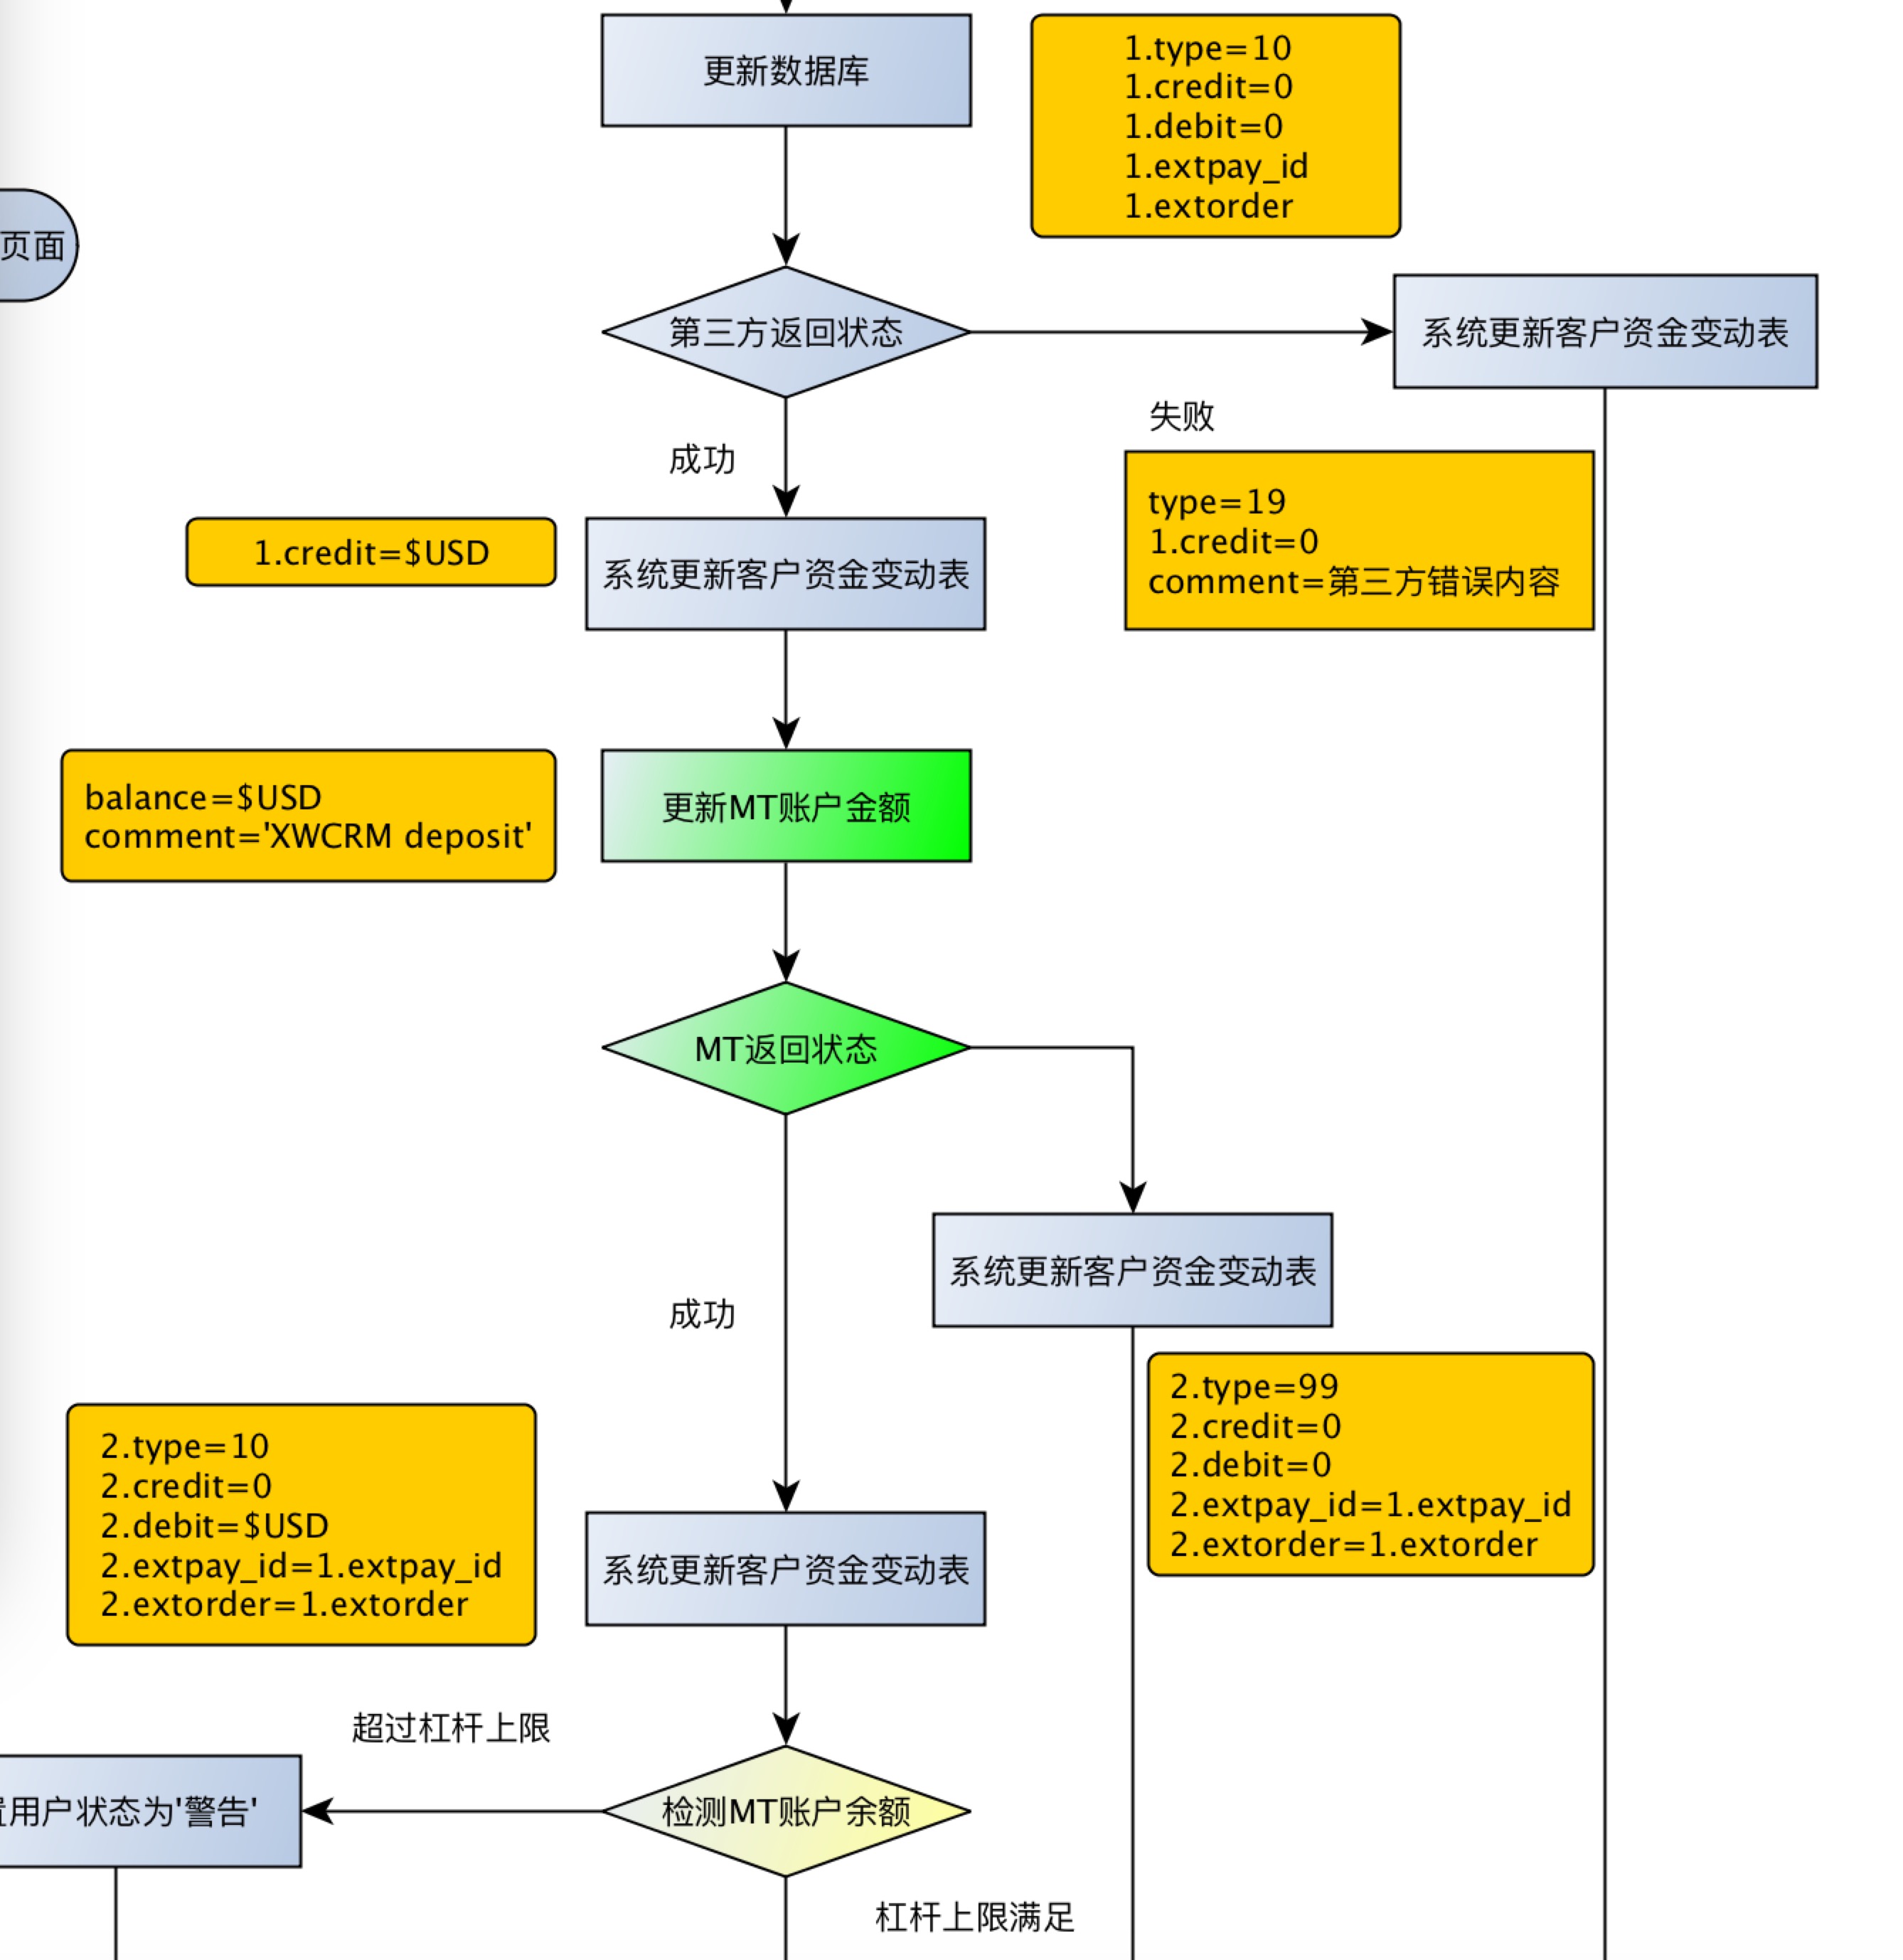 更新数据库
1.type=10
1.credit=0
1.debit=0
1.extpay_id
1.extorder
页面
第三方返回状态
系统更新客户资金变动表
失败
成功
type=19
1.credit=0
comment=第三方错误内容
1.credit=$USD
系统更新客户资金变动表
balance=$USD
comment='XWCRM deposit'
更新MT账户金额
MT返回状态
系统更新客户资金变动表
成功
2.type=99
2.credit=0
2.debit=0
2.extpay_id=1.extpay_id
2.extorder=1.extorder
2.type=10
2.credit=0
2.debit=$USD
2.extpay_id=1.extpay_id
2.extorder=1.extorder
系统更新客户资金变动表
超过杠杆上限
用户状态为'警告'
检测MT账户余额
杠杆上限满足